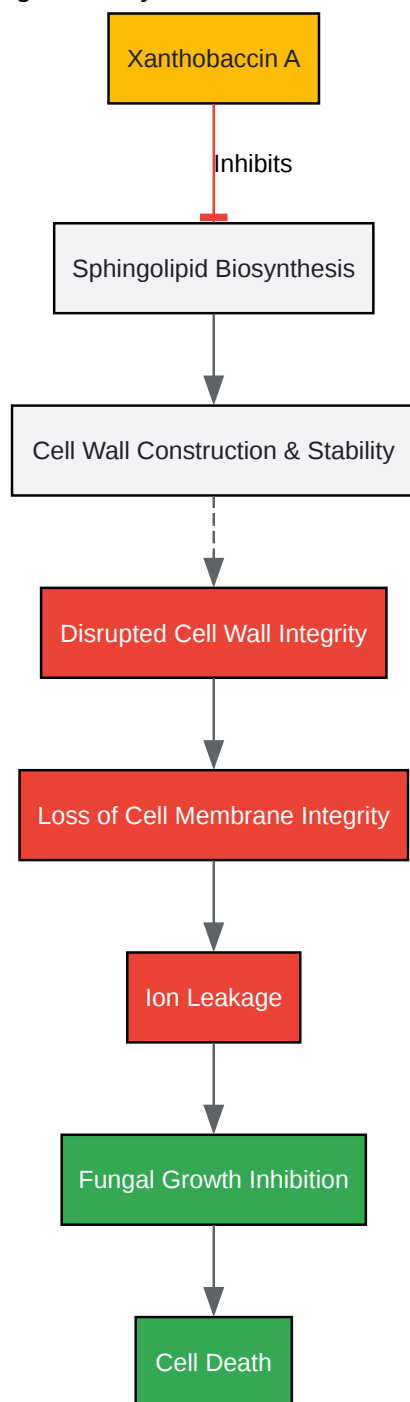 Xanthobaccin A
Inhibits
Sphingolipid Biosynthesis
Cell Wall Construction & Stability
Disrupted Cell Wall Integrity
Loss of Cell Membrane Integrity
Ion Leakage
Fungal Growth Inhibition
Cell Death